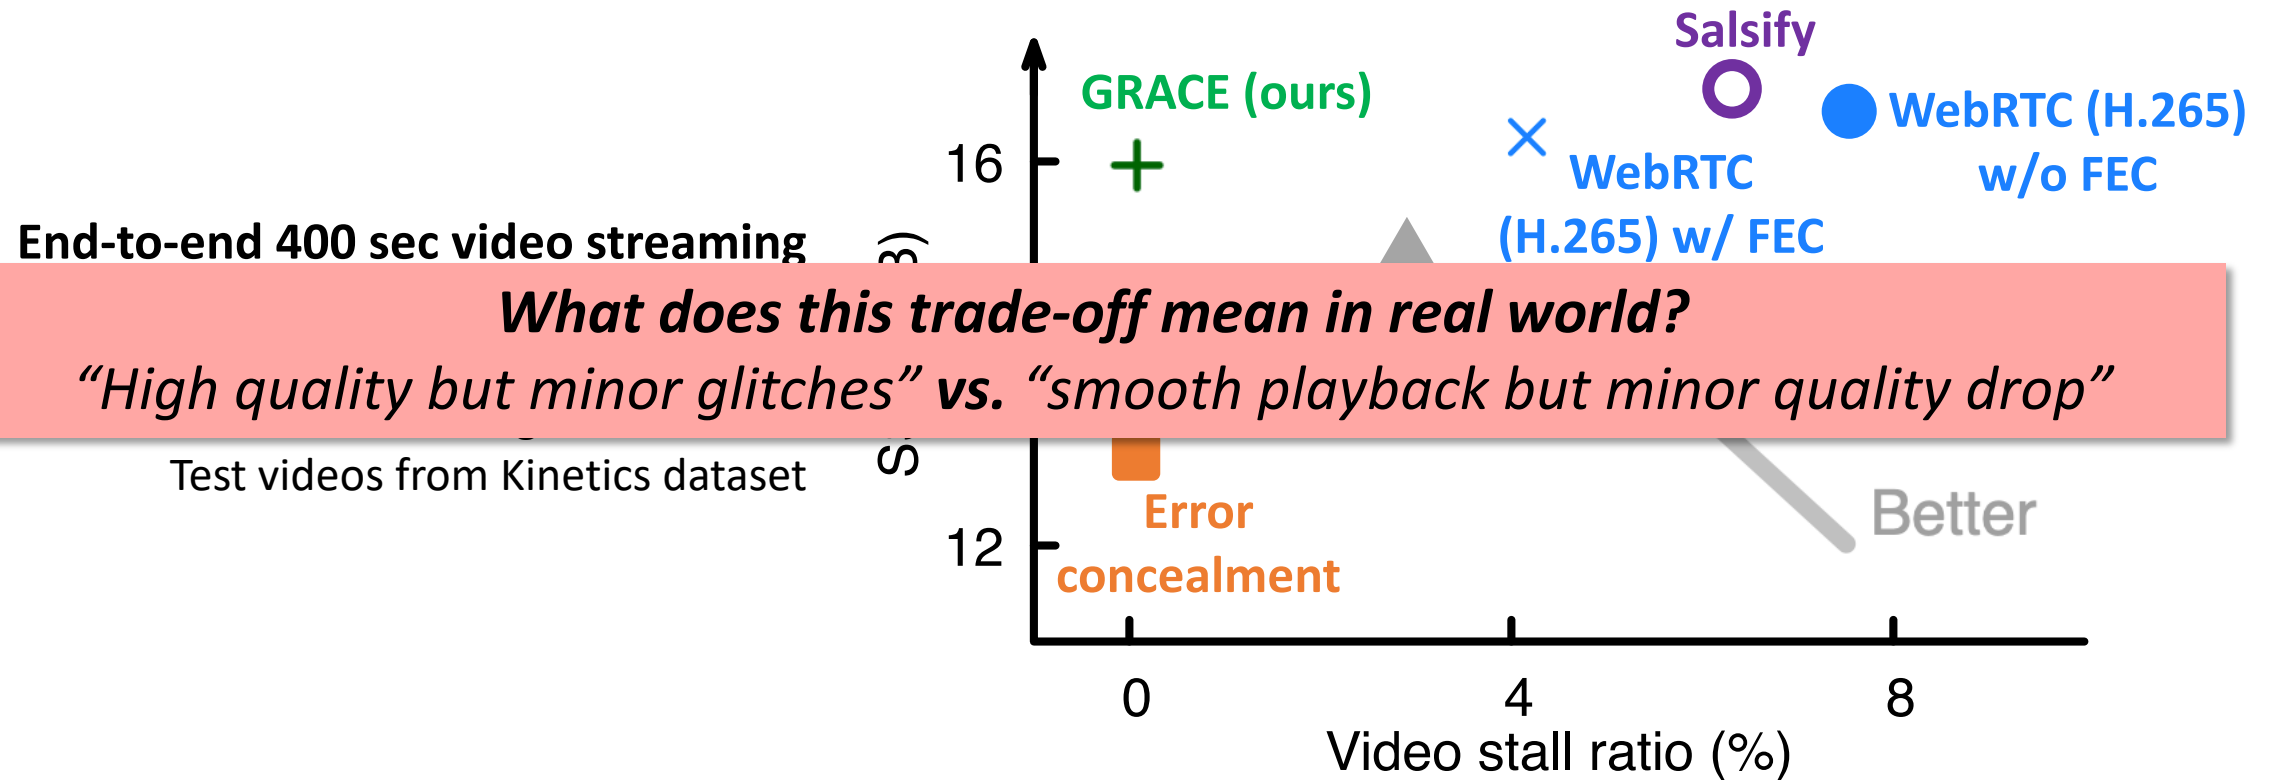 Salsify
GRACE (ours)
WebRTC (H.265)
w/o FEC
16
WebRTC
(H.265) w/ FEC
End-to-end 400 sec video streaming
What does this trade-off mean in real world?
“High quality but minor glitches” vs. “smooth playback but minor quality drop”
Test videos from Kinetics dataset
Error
concealment
Better
12
0 4 8
Video stall ratio (%)